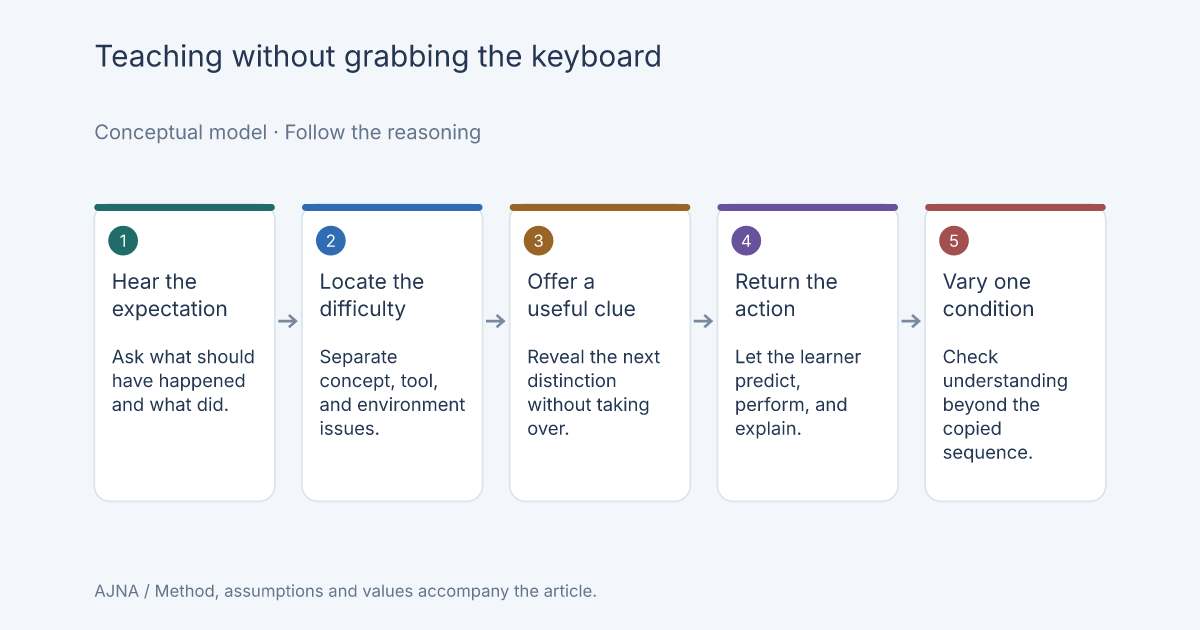 Teaching without grabbing the keyboard
Conceptual model · Follow the reasoning
1
Hear the
expectation
Ask what should
have happened
and what did.
2
Locate the
difficulty
Separate
concept, tool,
and environment
issues.
3
Offer a
useful clue
Reveal the next
distinction
without taking
over.
4
Return the
action
Let the learner
predict,
perform, and
explain.
5
Vary one
condition
Check
understanding
beyond the
copied
sequence.
AJNA / Method, assumptions and values accompany the article.